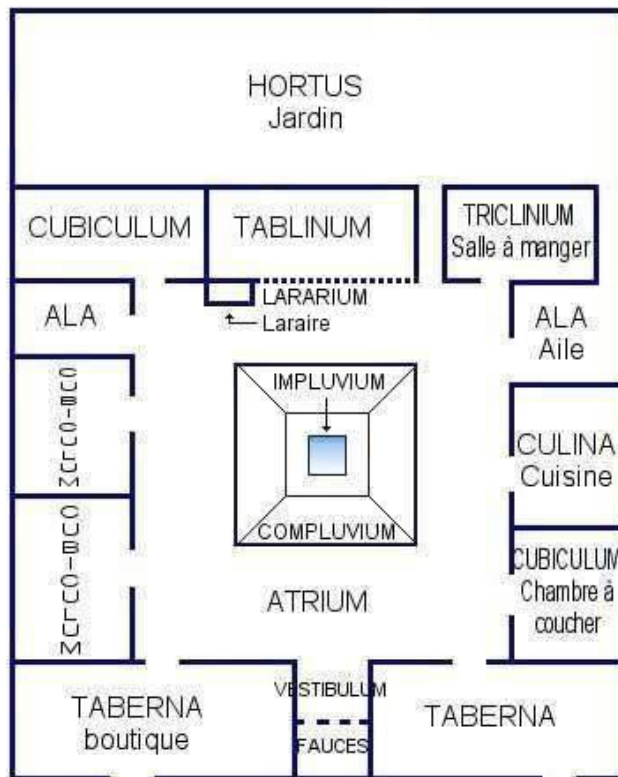 HORTUS
Jardin
CUBICULUM
TABLINUM
TRICLINIUM
Salle à manger
ALA
LARARIUM
Laraire
ALA
Aile
CUBICULUM
IMPLUVIUM
CULINA
Cuisine
COMPLUVIUM
CUBICULUM
CUBICULUM
Chambre à
coucher
ATRIUM
VESTIBULUM
TABERNA
boutique
FAUCES
TABERNA